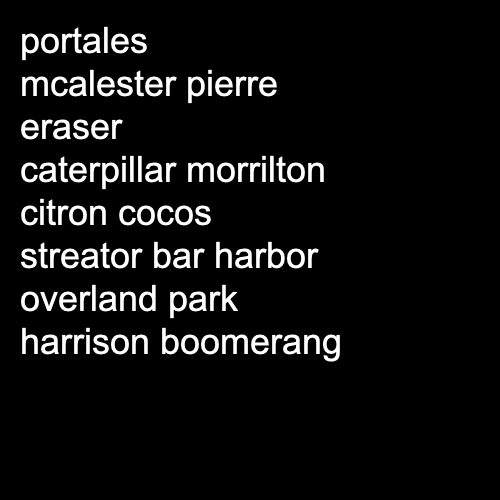 portales
mcalester pierre
eraser
caterpillar morrilton
citron cocos
streator bar harbor
overland park
harrison boomerang